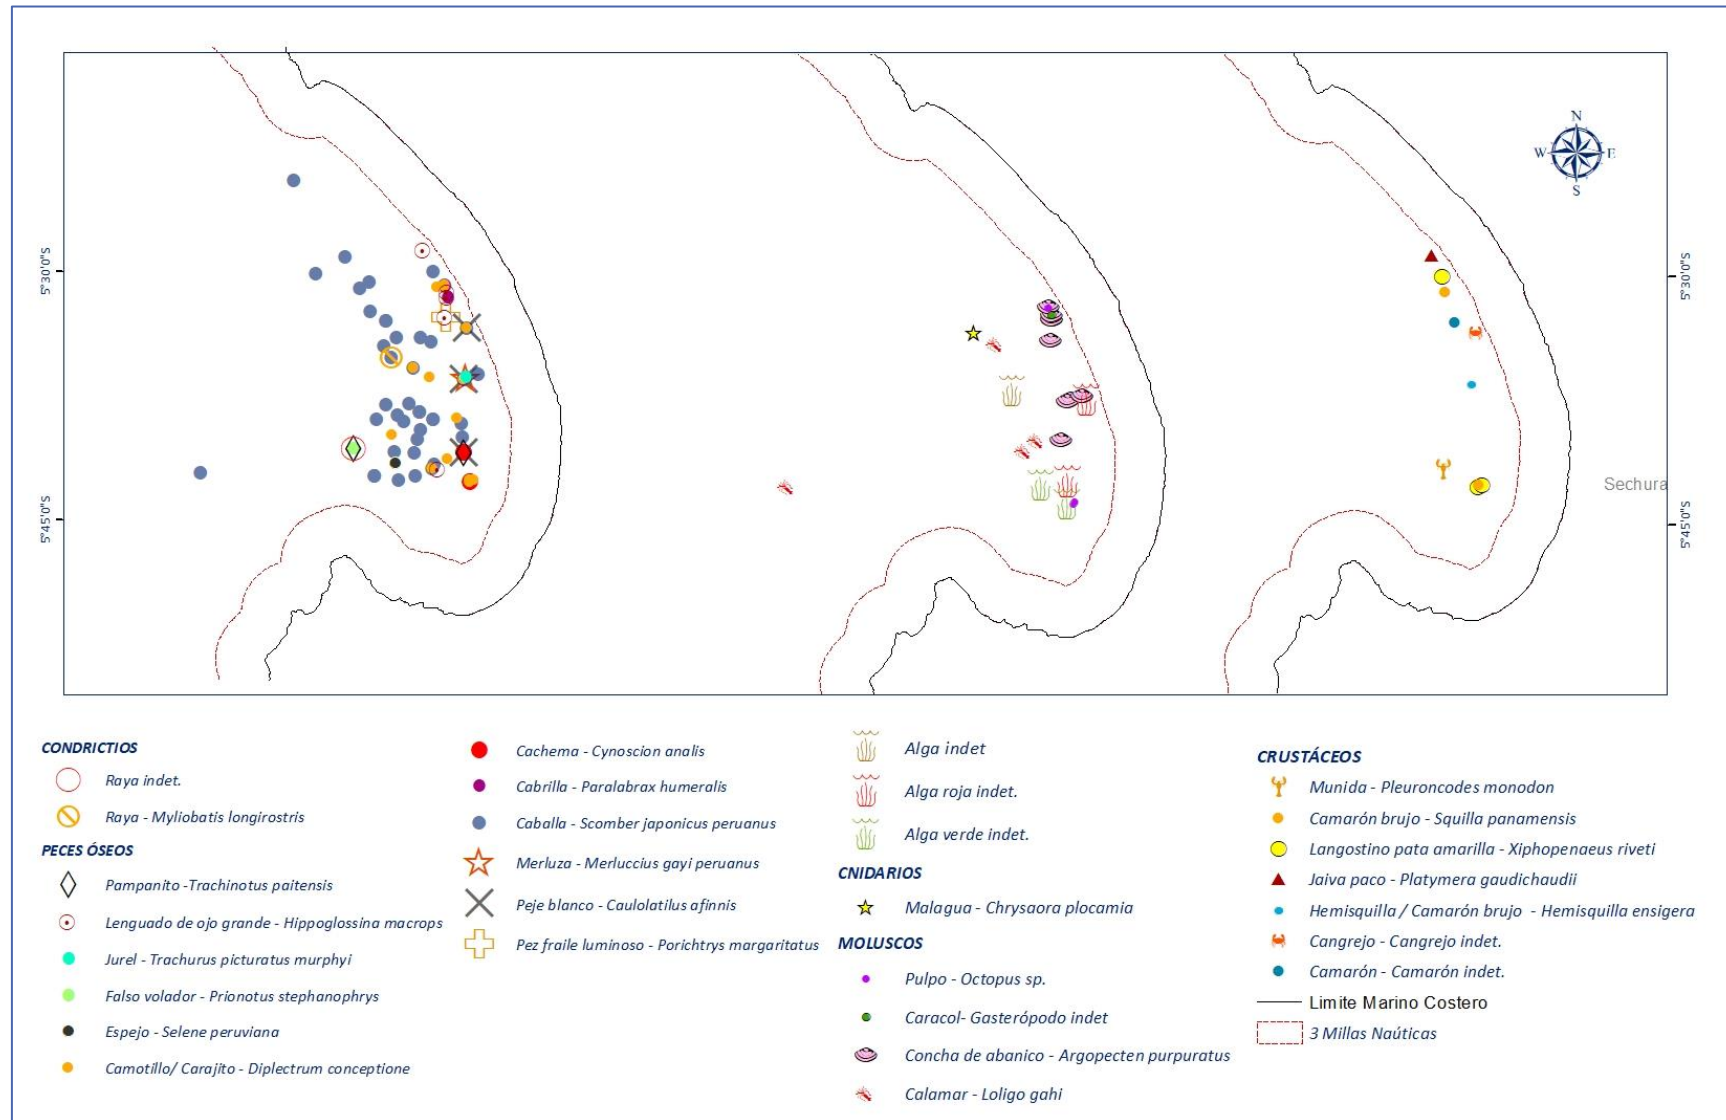 N
W
E
S
5°30'0"S
5°30'0"S
5°45'0"S
5°45'0"S
Sechura
CONDRICTIOS
Raya indet.
Raya - Myliobatis longirostris
PECES ÓSEOS
Pampanito -Trachinotus paitensis
Lenguado de ojo grande - Hippoglossina macrops
Jurel - Trachurus picturatus murphyi
Falso volador - Prionotus stephanophrys
Espejo - Selene peruviana
Camotillo/ Carajito - Diplectrum conceptione
Cachema - Cynoscion analis
Cabrilla - Paralabrax humeralis
Caballa - Scomber japonicus peruanus
Merluza - Merluccius gayi peruanus
Peje blanco - Caulolatilus afinnis
Pez fraile luminoso - Porichtrys margaritatus
Alga indet
Alga roja indet.
Alga verde indet.
CNIDARIOS
Malagua - Chrysaora plocamia
MOLUSCOS
Pulpo - Octopus sp.
Caracol- Gasterópodo indet
Concha de abanico - Argopecten purpuratus
Calamar - Loligo gahi
CRUSTÁCEOS
Munida - Pleuroncodes monodon
Camarón brujo - Squilla panamensis
Langostino pata amarilla - Xiphopenaeus riveti
Jaiva paco - Platymera gaudichaudii
Hemisquilla / Camarón brujo - Hemisquilla ensigera
Cangrejo - Cangrejo indet.
Camarón - Camarón indet.
Limite Marino Costero
3 Millas Naúticas